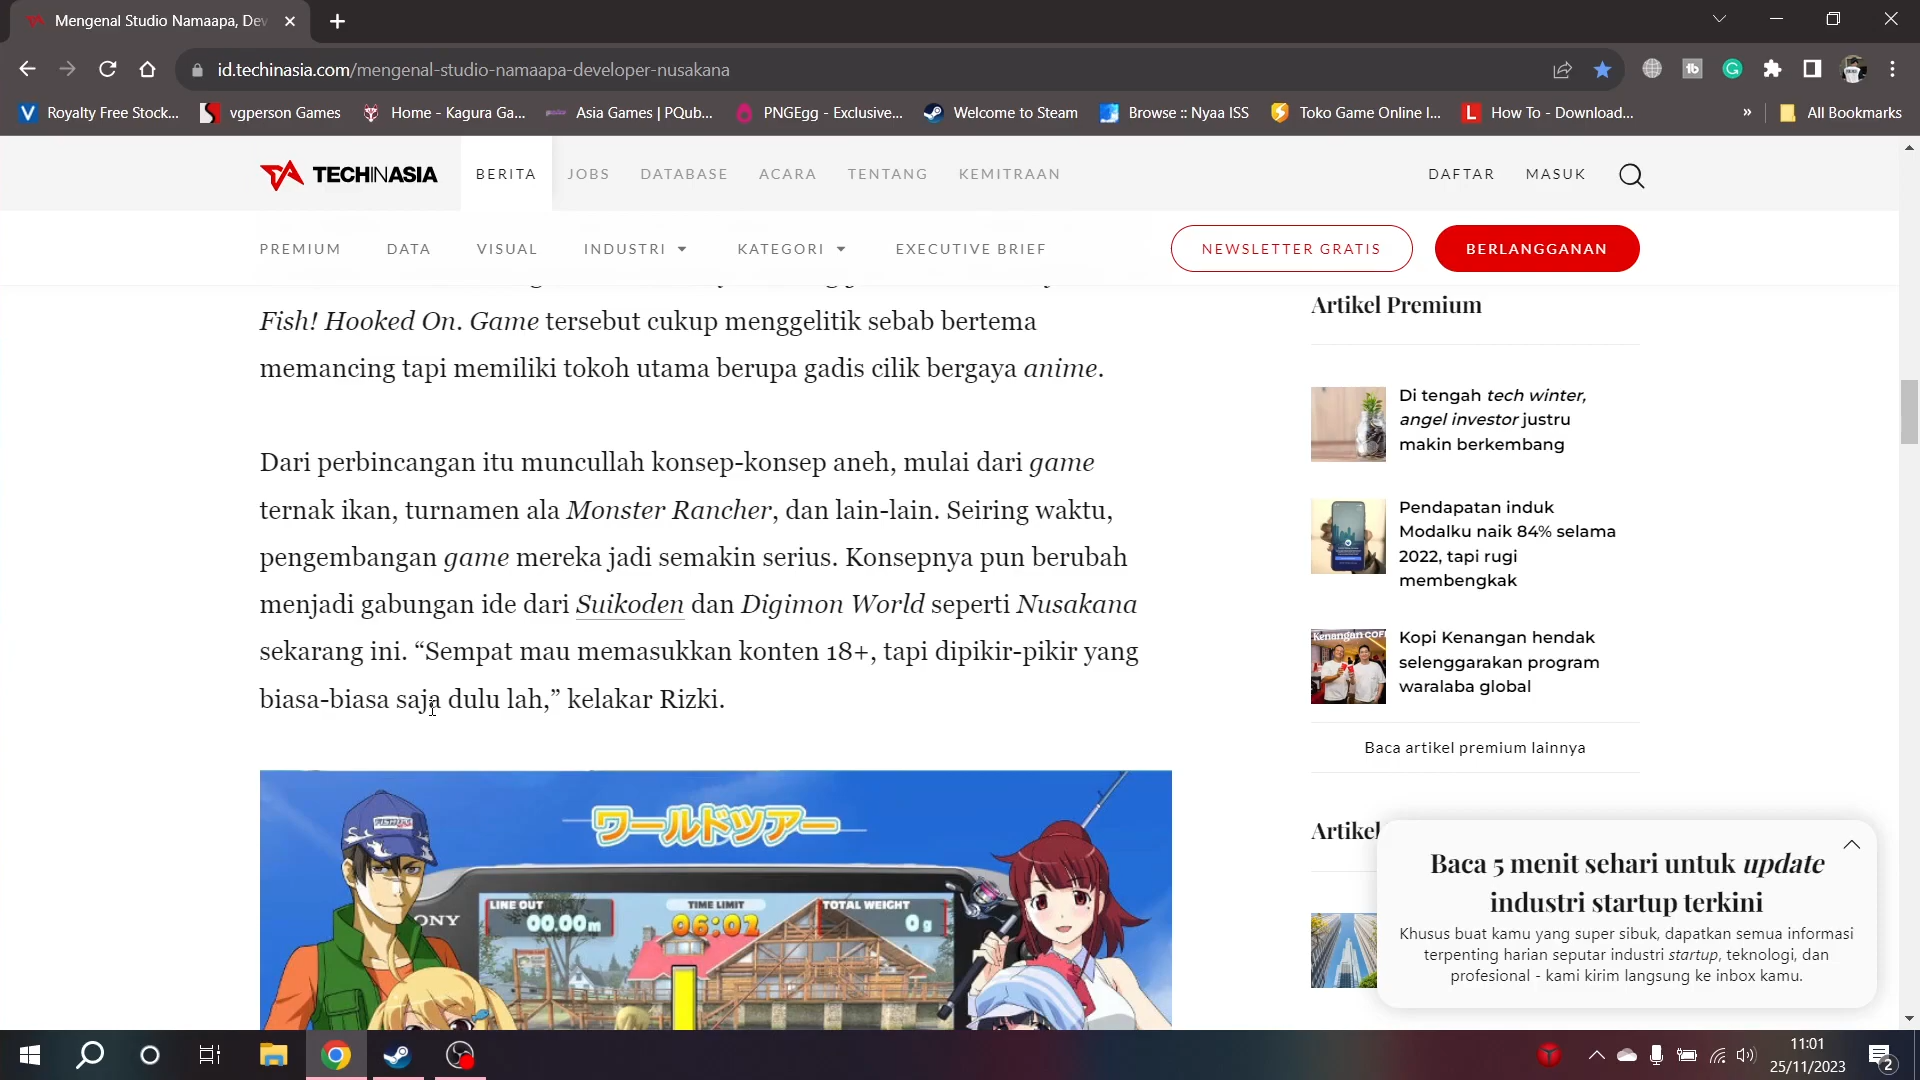 Mengenal Studio Namaapa, Dev
id.techinasia.com/mengenal-studio-namaapa-developer-nusakana
Royalty Free Stock...
vgperson Games
Home - Kagura Ga...
Asia Games | PQub...
PNGEgg - Exclusive...
Welcome to Steam
Browse :: Nyaa ISS
Toko Game Online I...
How To - Download...
»
All Bookmarks
TECHINASIA
BERITA
JOBS
DATABASE
ACARA
TENTANG
KEMITRAAN
DAFTAR
MASUK
PREMIUM
DATA
VISUAL
INDUSTRI
KATEGORI
EXECUTIVE BRIEF
NEWSLETTER GRATIS
BERLANGGANAN
Fish! Hooked On. Game tersebut cukup menggelitik sebab bertema
memancing tapi memiliki tokoh utama berupa gadis cilik bergaya anime.
Dari perbincangan itu muncullah konsep-konsep aneh, mulai dari game
ternak ikan, turnamen ala Monster Rancher, dan lain-lain. Seiring waktu,
pengembangan game mereka jadi semakin serius. Konsepnya pun berubah
menjadi gabungan ide dari Suikoden dan Digimon World seperti Nusakana
sekarang ini. “Sempat mau memasukkan konten 18+, tapi dipikir-pikir yang
biasa-biasa saja dulu lah,” kelakar Rizki.
ワールドツアー
SONY
LINE OUT
00.00m
TIME LIMIT
06:02
TOTAL WEIGHT
0g
Artikel Premium
Di tengah tech winter,
angel investor justru
makin berkembang
Pendapatan induk
Modalku naik 84% selama
2022, tapi rugi
membengkak
Kenangan COFF
Kopi Kenangan hendak
selenggarakan program
waralaba global
Baca artikel premium lainnya
Artikel
Baca 5 menit sehari untuk update
industri startup terkini
Khusus buat kamu yang super sibuk, dapatkan semua informasi
terpenting harian seputar industri startup, teknologi, dan
profesional - kami kirim langsung ke inbox kamu.
11:01
25/11/2023
2